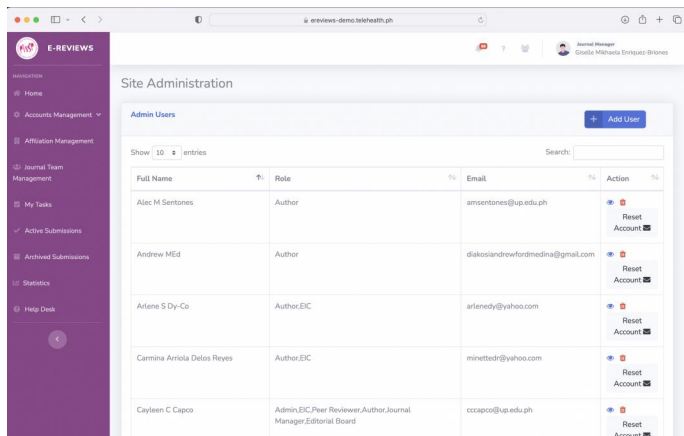 ereviews-demo.telehealth.ph
E-REVIEWS
Journal Manager
Giselle Mikhaela Enriquez-Briones
NAVIGATION
Home
Accounts Management
Affiliation Management
Journal Team
Management
My Tasks
Active Submissions
Archived Submissions
Statistics
Help Desk
Site Administration
Admin Users
+ Add User
Show 10 entries
Search:
Full Name Role Email Action
Alec M Sentones Author amsentones@up.edu.ph
Reset
Account
Andrew MEd Author diakosiandrewfordmedina@gmail.com
Reset
Account
Arlene S Dy-Co Author,EIC arlenedy@yahoo.com
Reset
Account
Carmina Arriola Delos Reyes Author,EIC minettedr@yahoo.com
Reset
Account
Cayleen C Capco Admin,EIC,Peer Reviewer,Author,Journal cccapco@up.edu.ph
Manager,Editorial Board
Reset
Account